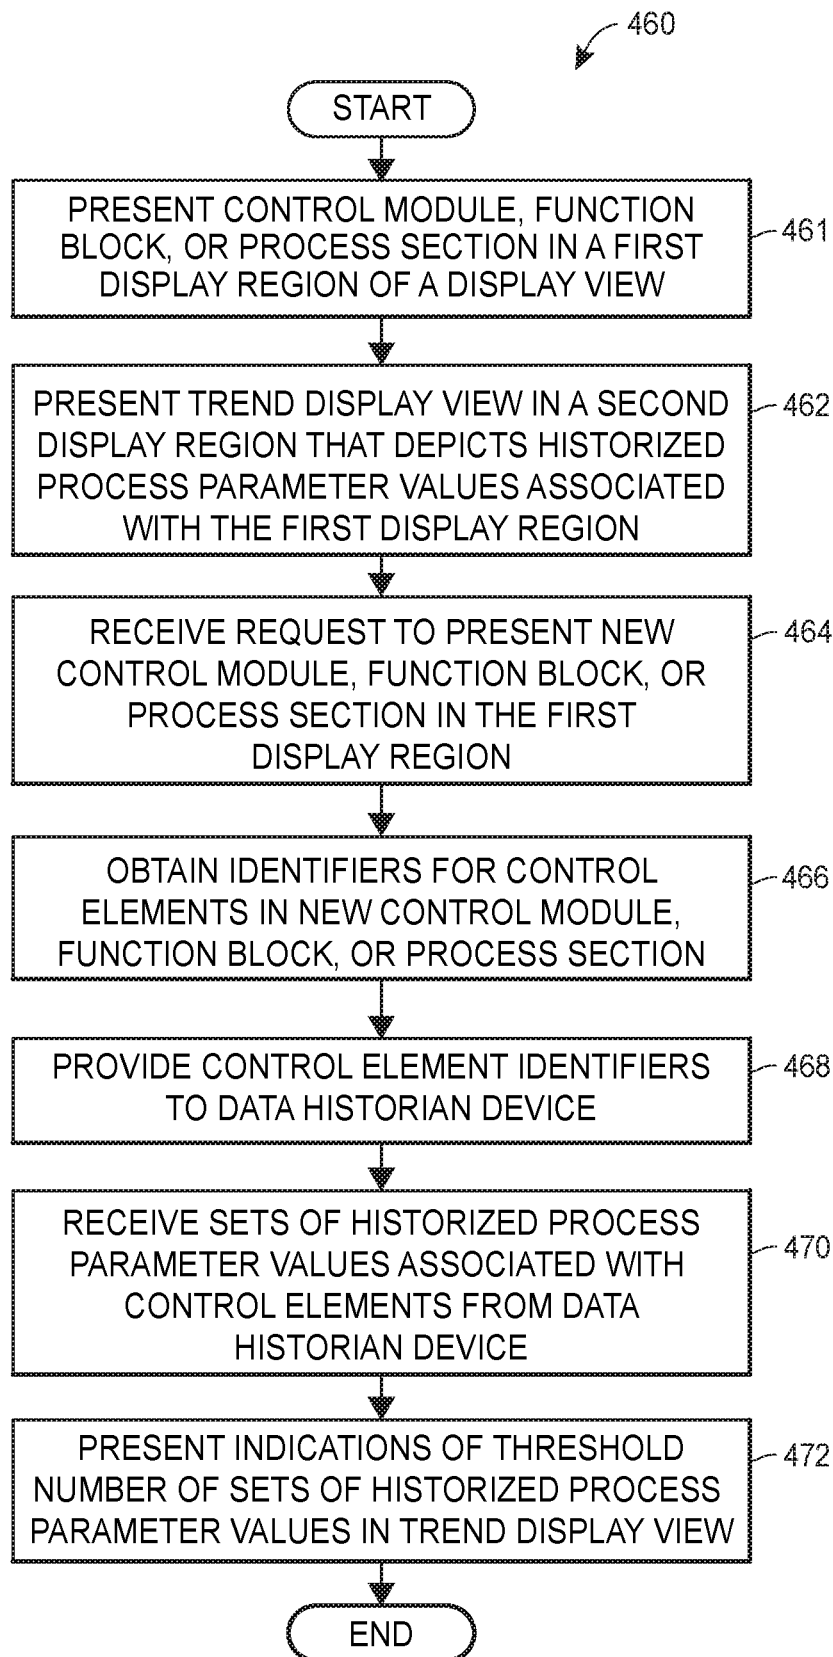 460
START
PRESENT CONTROL MODULE, FUNCTION
BLOCK, OR PROCESS SECTION IN A FIRST
DISPLAY REGION OF A DISPLAY VIEW
461
PRESENT TREND DISPLAY VIEW IN A SECOND
DISPLAY REGION THAT DEPICTS HISTORIZED
PROCESS PARAMETER VALUES ASSOCIATED
WITH THE FIRST DISPLAY REGION
462
RECEIVE REQUEST TO PRESENT NEW
CONTROL MODULE, FUNCTION BLOCK, OR
PROCESS SECTION IN THE FIRST
DISPLAY REGION
464
OBTAIN IDENTIFIERS FOR CONTROL
ELEMENTS IN NEW CONTROL MODULE,
FUNCTION BLOCK, OR PROCESS SECTION
466
PROVIDE CONTROL ELEMENT IDENTIFIERS
TO DATA HISTORIAN DEVICE
468
RECEIVE SETS OF HISTORIZED PROCESS
PARAMETER VALUES ASSOCIATED WITH
CONTROL ELEMENTS FROM DATA
HISTORIAN DEVICE
470
PRESENT INDICATIONS OF THRESHOLD
NUMBER OF SETS OF HISTORIZED PROCESS
PARAMETER VALUES IN TREND DISPLAY VIEW
472
END